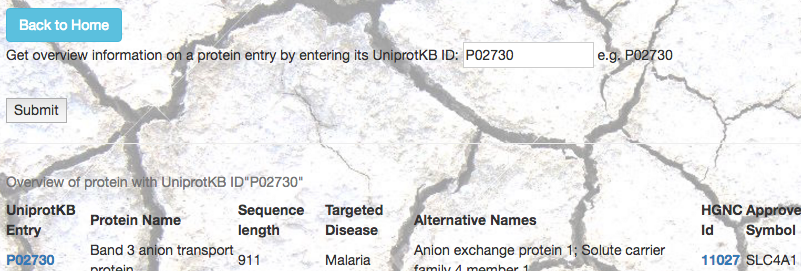 Back to Home
Get overview information on a protein entry by entering its UniprotKB ID: P02730 e.g. P02730
Submit
Overview of protein with UniprotKB ID"P02730"
UniprotKB Entry Protein Name Sequence length Targeted Disease Alternative Names HGNC Id Approve Symbol
P02730 Band 3 anion transport protein 911 Malaria Anion exchange protein 1; Solute carrier family 4 member 1 11027 SLC4A1